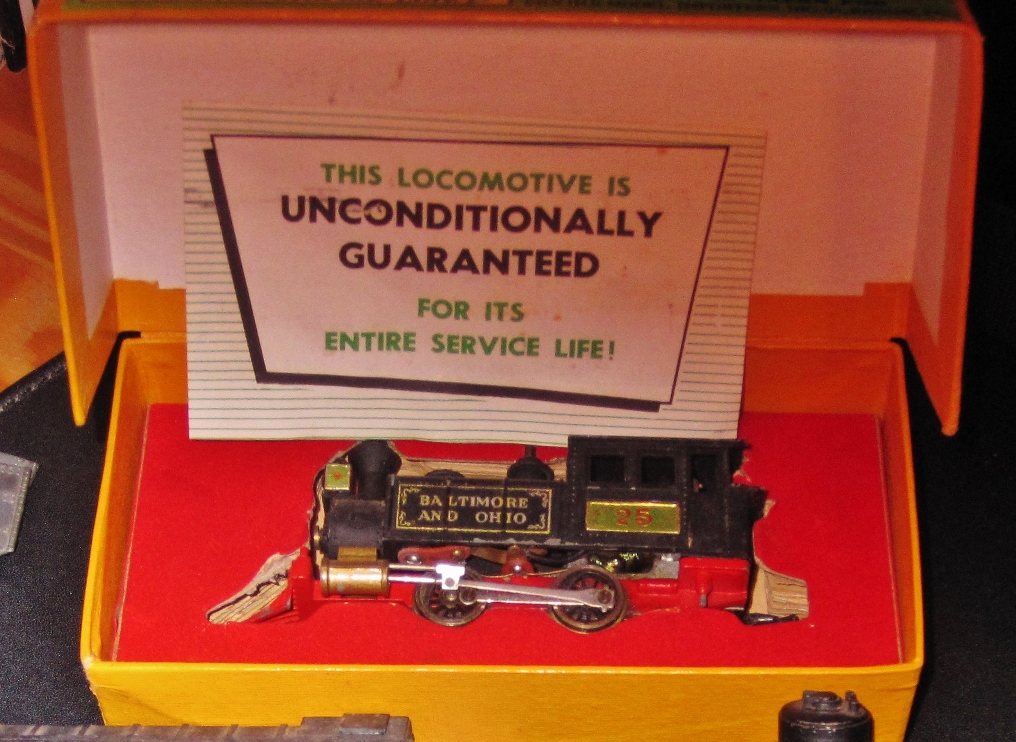 THIS LOCOMOTIVE IS
UNCONDITIONALLY
GUARANTEED
FOR ITS
ENTIRE SERVICE LIFE!
BALTIMORE
AND OHIO
25